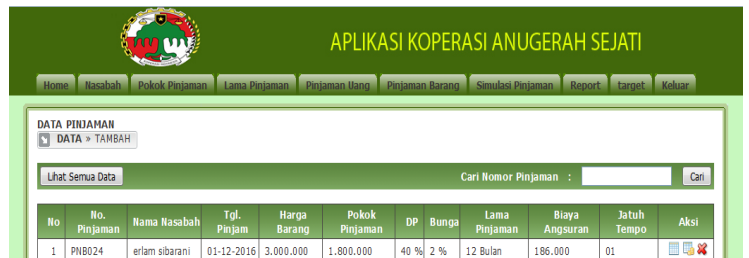 APLIKASI KOPERASI ANUGERAH SEJATI
Home Nasabah Pokok Pinjaman Lama Pinjaman Pinjaman Uang Pinjaman Barang Simulasi Pinjaman Report target Keluar
DATA PINJAMAN
DATA » TAMBAH
Lihat Semua Data Cari Nomor Pinjaman : Cari
No No. Pinjaman Nama Nasabah Tgl. Pinjam Harga Barang Pokok Pinjaman DP Bunga Lama Pinjaman Biaya Angsuran Jatuh Tempo Aksi
1 PNB024 erlam sibarani 01-12-2016 3.000.000 1.800.000 40 % 2 % 12 Bulan 186.000 01